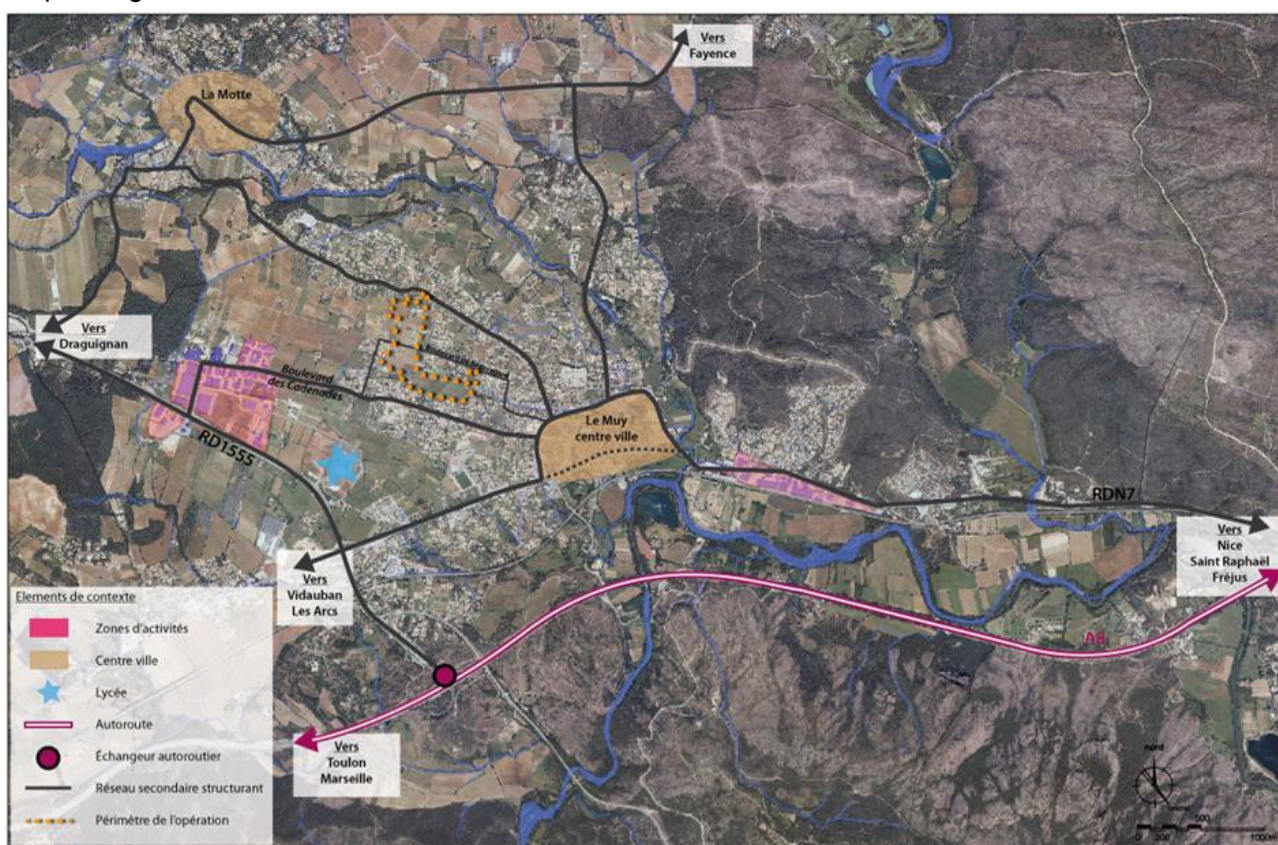 Vers
Fayence
La Motte
Vers
Draguignan
Boulevard
des Cadenades
RD1555
Le Muy
centre ville
RDN7
Vers
Nice
Saint Raphaël
Fréjus
Vers
Vidauban
Les Arcs
A8
Vers
Toulon
Marseille
Elements de contexte
Zones d'activités
Centre ville
Lycée
Autoroute
Échangeur autoroutier
Réseau secondaire structurant
Périmètre de l'opération
nord
0
200
500
1000m